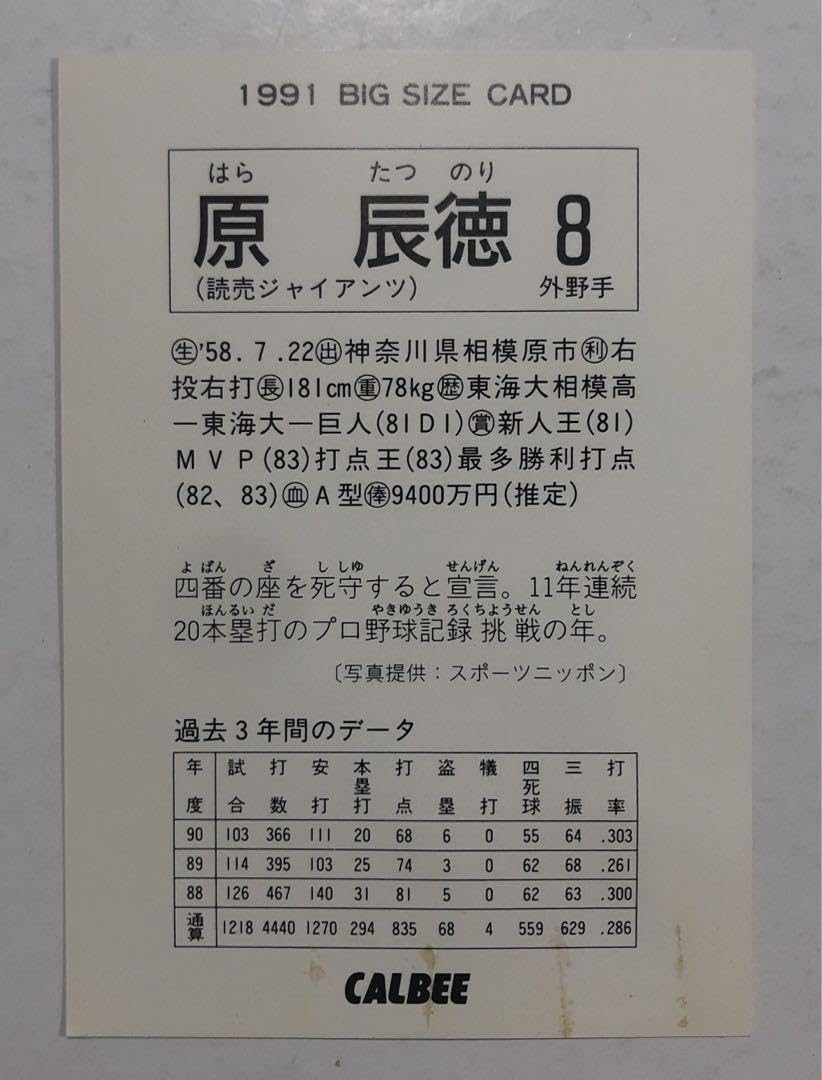 1991 BIG SIZE CARD
はら たつ のり
原 辰徳 8
(読売ジャイアンツ) 外野手
㊤'58.7.22㊤神奈川県相模原市㊒右
投右打㊐181cm㊐78kg㊐東海大相模高
―東海大―巨人(81D1)㊐新人王(81)
MVP(83)打点王(83)最多勝利打点
(82、83)㊐A型㊐9400万円(推定)
よ ばん ざ し しゆ せんげん ねんれんぞく
四番の座を死守すると宣言。11年連続
ほんるい だ やきゆうき ろくちようせん とし
20本塁打のプロ野球記録挑戦の年。
〔写真提供：スポーツニッポン〕
過去3年間のデータ
年度 試合 打数 安打 本塁打 打点 盗塁 犠打 四死球 三振 打率
90 103 366 111 20 68 6 0 55 64 .303
89 114 395 103 25 74 3 0 62 68 .261
88 126 467 140 31 81 5 0 62 63 .300
通算 1218 4440 1270 294 835 68 4 559 629 .286
CALBEE